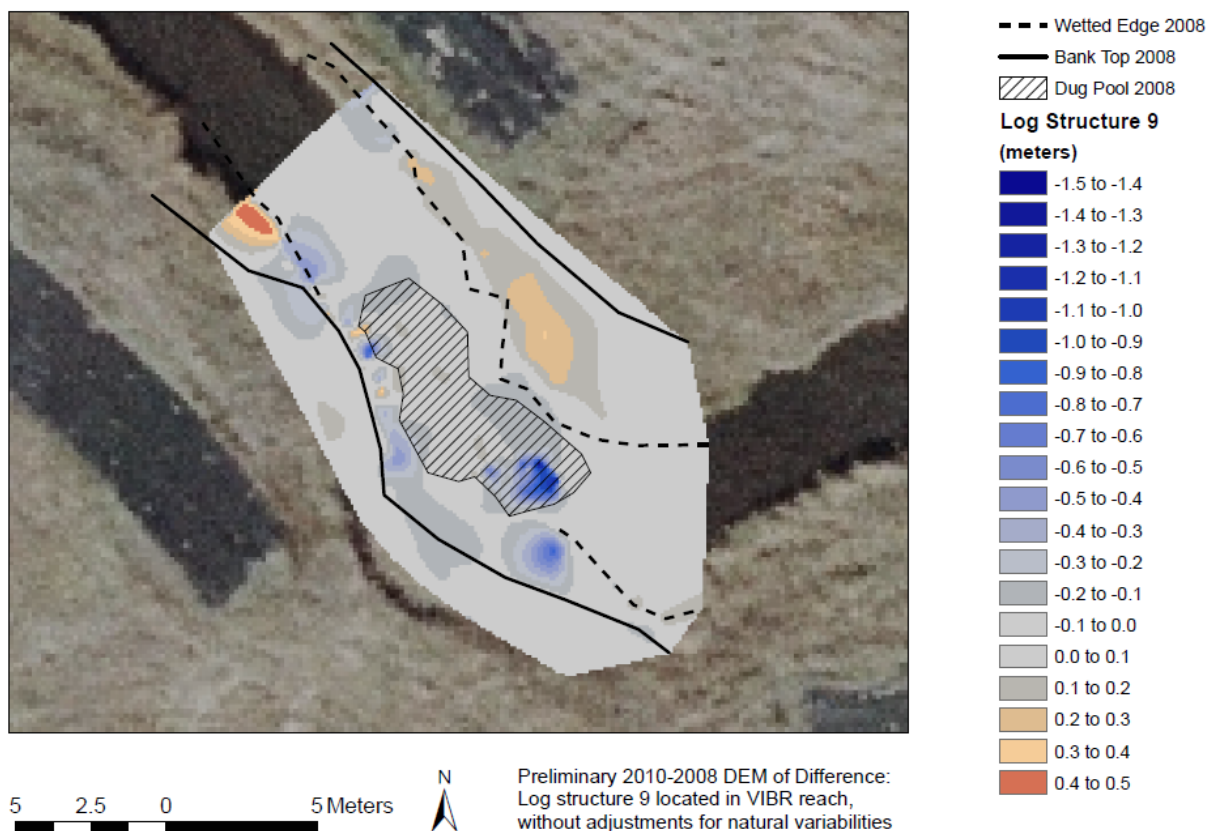 Wetted Edge 2008
Bank Top 2008
Dug Pool 2008
Log Structure 9
(meters)
-1.5 to -1.4
-1.4 to -1.3
-1.3 to -1.2
-1.2 to -1.1
-1.1 to -1.0
-1.0 to -0.9
-0.9 to -0.8
-0.8 to -0.7
-0.7 to -0.6
-0.6 to -0.5
-0.5 to -0.4
-0.4 to -0.3
-0.3 to -0.2
-0.2 to -0.1
-0.1 to 0.0
0.0 to 0.1
0.1 to 0.2
0.2 to 0.3
0.3 to 0.4
0.4 to 0.5
5 2.5 0 5 Meters
N
Preliminary 2010-2008 DEM of Difference:
Log structure 9 located in VIBR reach,
without adjustments for natural variabilities